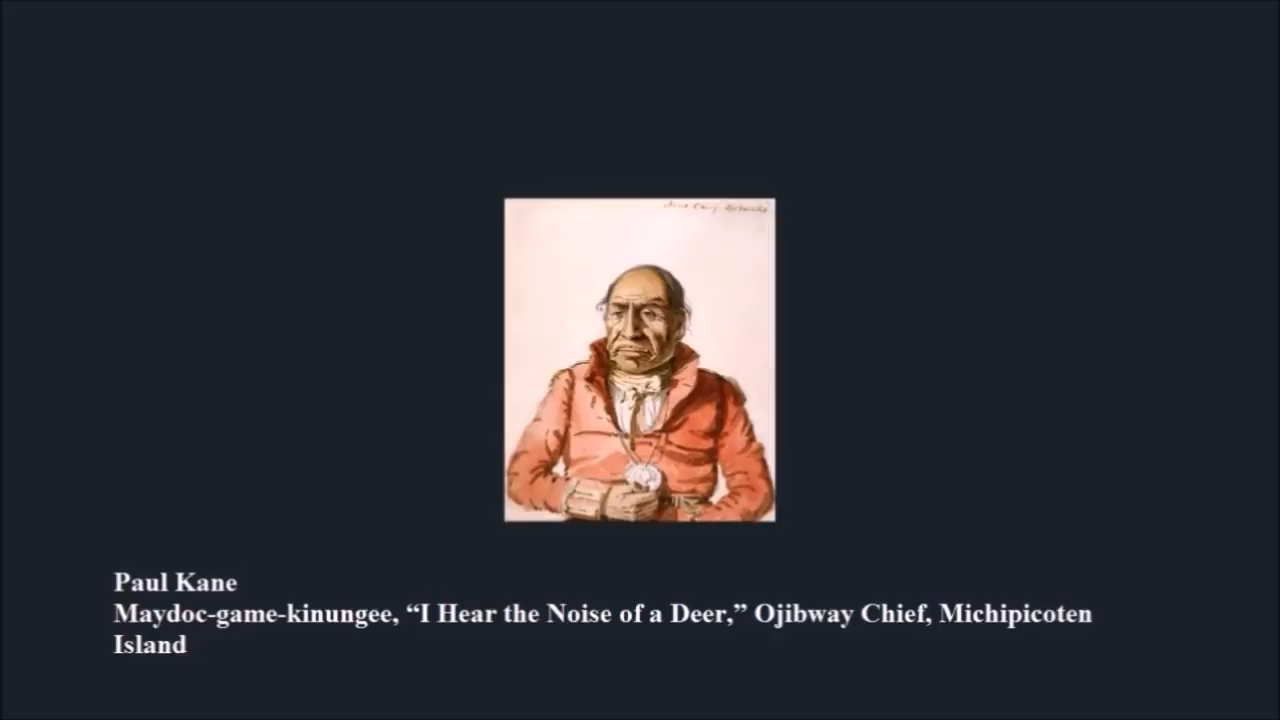 Paul Kane
Maydoc-game-kinungee, “I Hear the Noise of a Deer,” Ojibway Chief, Michipicoten
Island